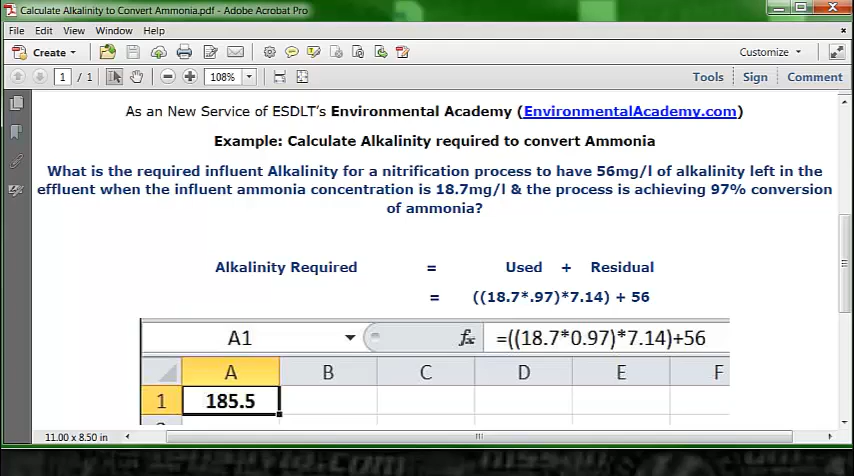 Calculate Alkalinity to Convert Ammonia.pdf - Adobe Acrobat Pro
File Edit View Window Help
Create Customize
1 / 1 108% Tools Sign Comment
As an New Service of ESDLT's Environmental Academy (EnvironmentalAcademy.com)
Example: Calculate Alkalinity required to convert Ammonia
What is the required influent Alkalinity for a nitrification process to have 56mg/l of alkalinity left in the
effluent when the influent ammonia concentration is 18.7mg/l & the process is achieving 97% conversion
of ammonia?
Alkalinity Required = Used + Residual
= ((18.7*.97)*7.14) + 56
A1 fx =((18.7*0.97)*7.14)+56
A B C D E F
1 185.5
11.00 x 8.50 in